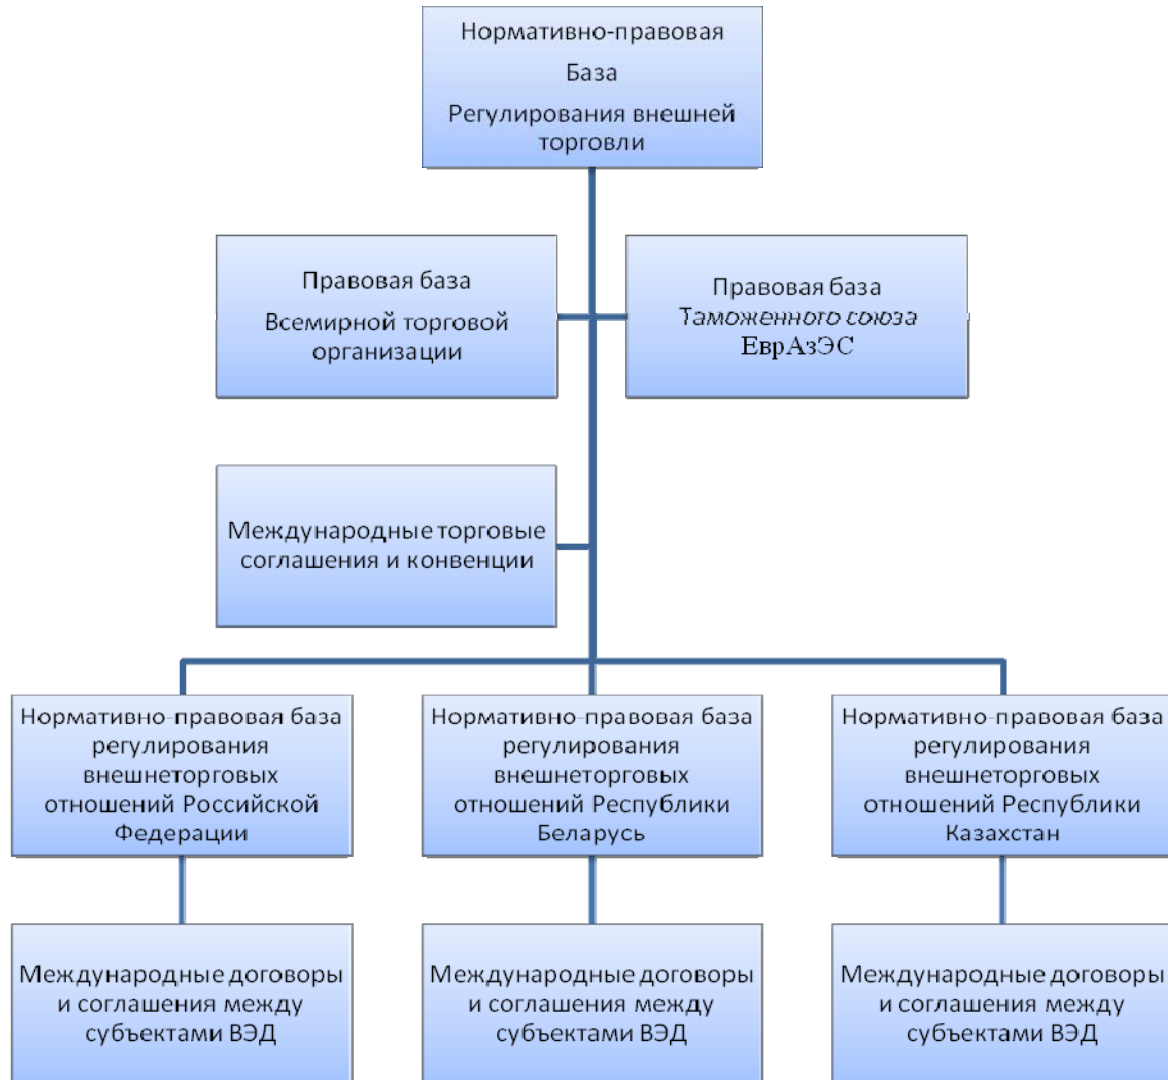 Нормативно-правовая
База
Регулирования внешней
торговли
Правовая база
Всемирной торговой
организации
Правовая база
Таможенного союза
ЕврАзЭС
Международные торговые
соглашения и конвенции
Нормативно-правовая база
регулирования
внешнеторговых
отношений Российской
Федерации
Нормативно-правовая база
регулирования
внешнеторговых
отношений Республики
Беларусь
Нормативно-правовая база
регулирования
внешнеторговых
отношений Республики
Казахстан
Международные договоры
и соглашения между
субъектами ВЭД
Международные договоры
и соглашения между
субъектами ВЭД
Международные договоры
и соглашения между
субъектами ВЭД